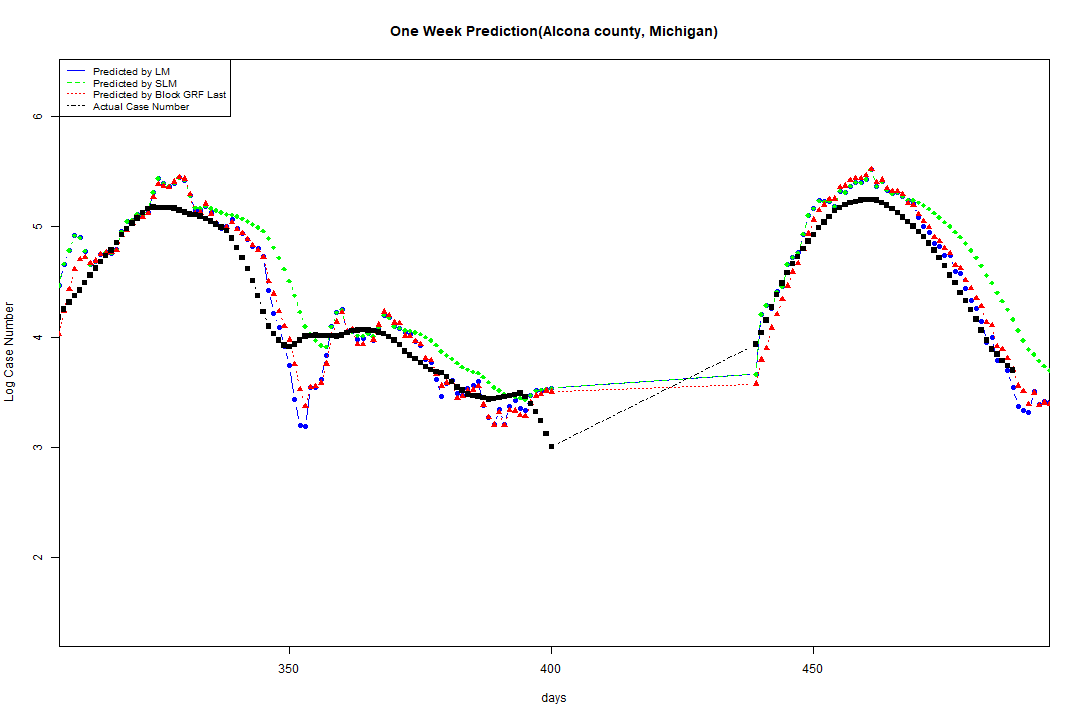 One Week Prediction(Alcona county, Michigan)
Predicted by LM
Predicted by SLM
Predicted by Block GRF Last
Actual Case Number
6
5
4
3
2
Log Case Number
350
400
450
days